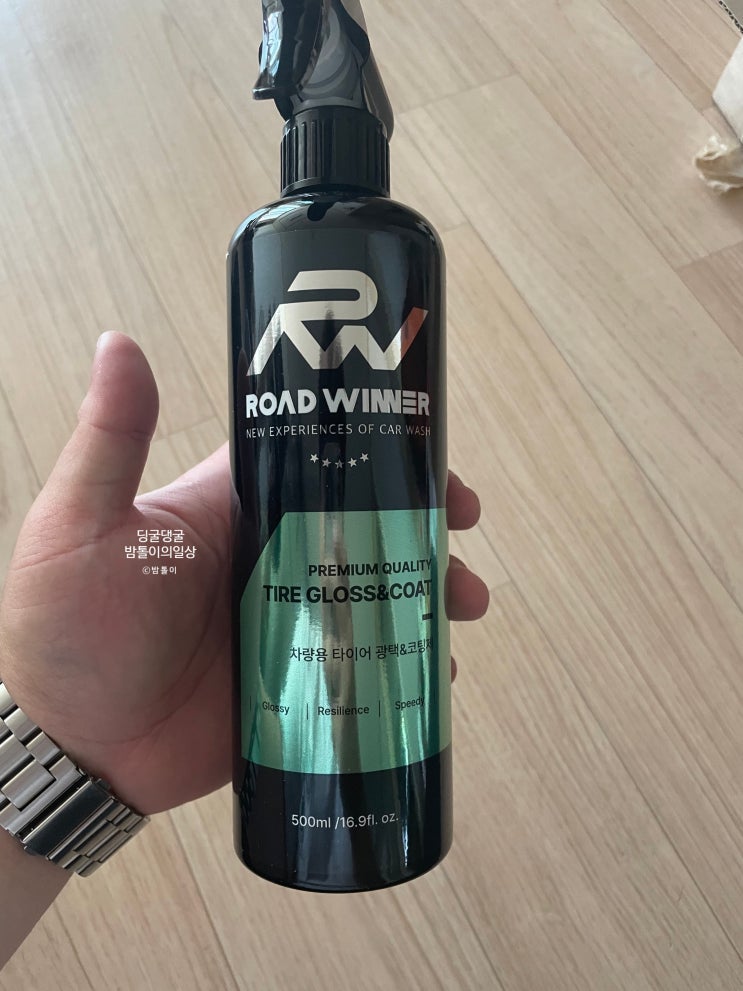 RW
ROAD WINNER
NEW EXPERIENCES OF CAR WASH
PREMIUM QUALITY
TIRE GLOSS&COAT
차량용 타이어 광택&코팅제
Glossy | Resilience | Speedy
500ml /16.9fl. oz.
딩굴댕굴
밤톨이의일상
©밤톨이